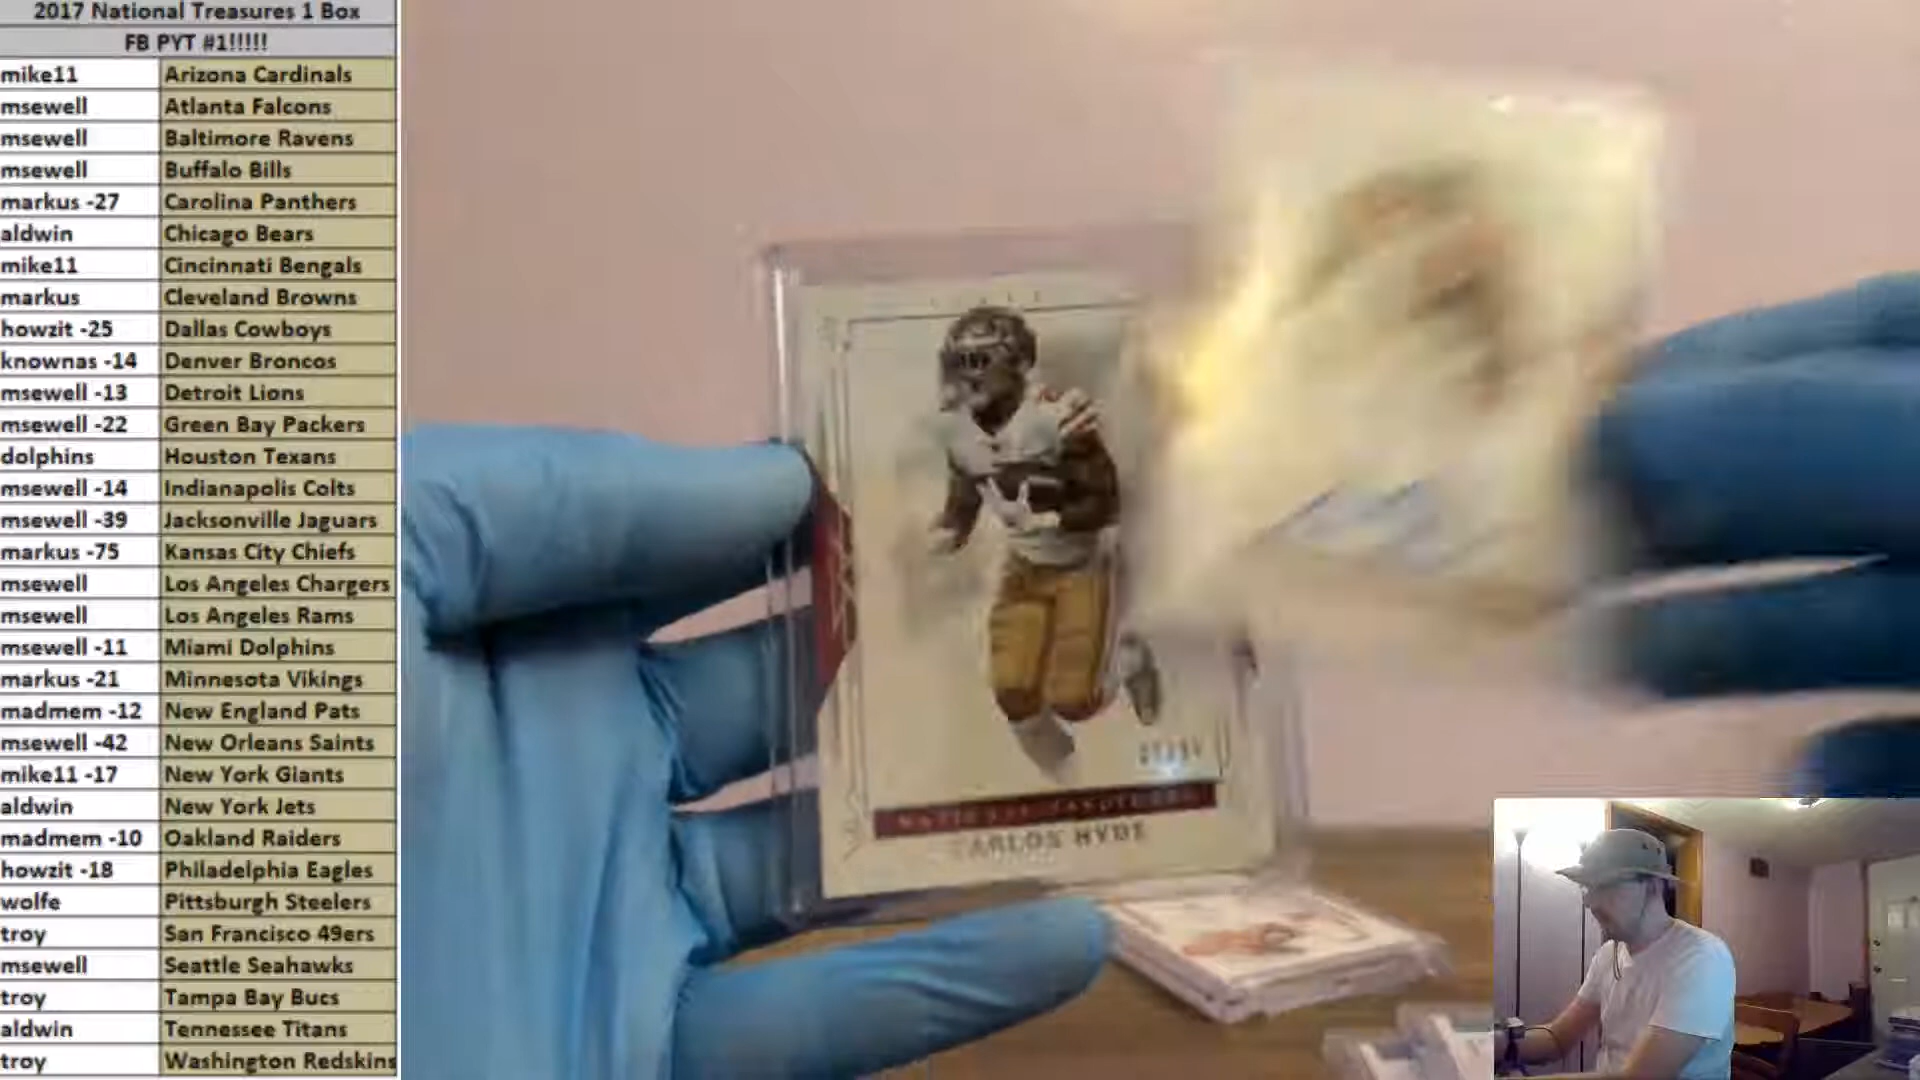 2017 National Treasures 1 Box
FB PYT #1!!!!!
mike11 Arizona Cardinals
msewell Atlanta Falcons
msewell Baltimore Ravens
msewell Buffalo Bills
markus -27 Carolina Panthers
aldwin Chicago Bears
mike11 Cincinnati Bengals
markus Cleveland Browns
howzit -25 Dallas Cowboys
knownas -14 Denver Broncos
msewell -13 Detroit Lions
msewell -22 Green Bay Packers
dolphins Houston Texans
msewell -14 Indianapolis Colts
msewell -39 Jacksonville Jaguars
markus -75 Kansas City Chiefs
msewell Los Angeles Chargers
msewell Los Angeles Rams
msewell -11 Miami Dolphins
markus -21 Minnesota Vikings
madmem -12 New England Pats
msewell -42 New Orleans Saints
mike11 -17 New York Giants
aldwin New York Jets
madmem -10 Oakland Raiders
howzit -18 Philadelphia Eagles
wolfe Pittsburgh Steelers
troy San Francisco 49ers
msewell Seattle Seahawks
troy Tampa Bay Bucs
aldwin Tennessee Titans
troy Washington Redskins
CARLOS HYDE